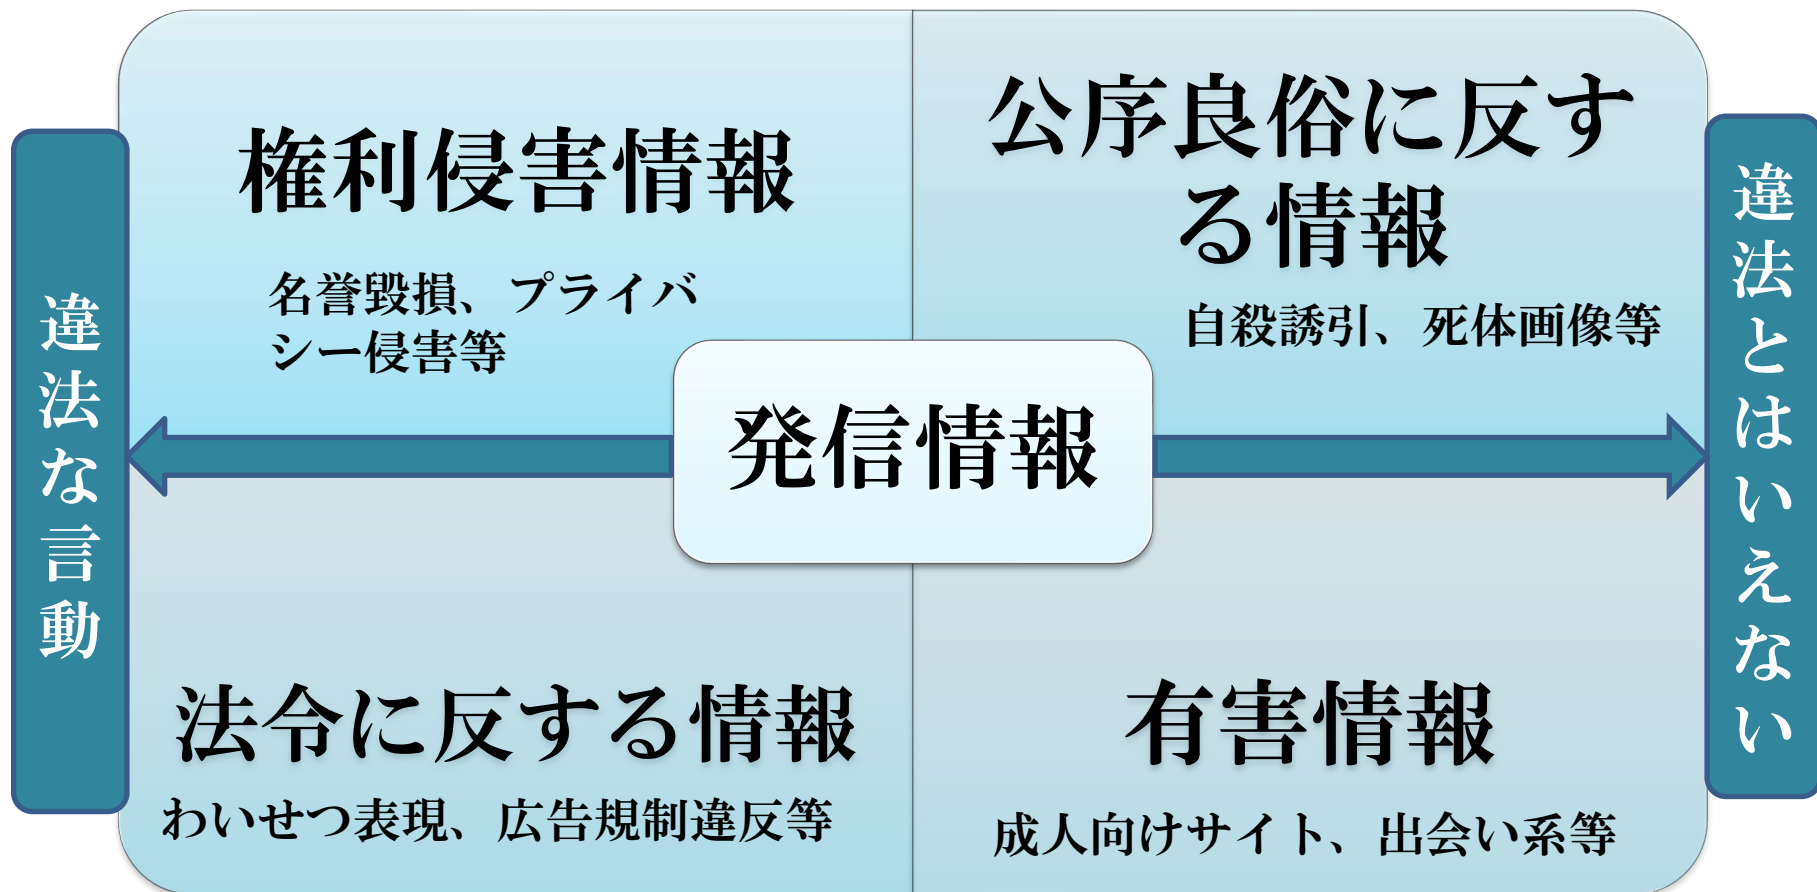 権利侵害情報
名誉毀損、プライバ
シー侵害等
公序良俗に反す
る情報
自殺誘引、死体画像等
違法な言動
発信情報
違法とはいえない
法令に反する情報
わいせつ表現、広告規制違反等
有害情報
成人向けサイト、出会い系等